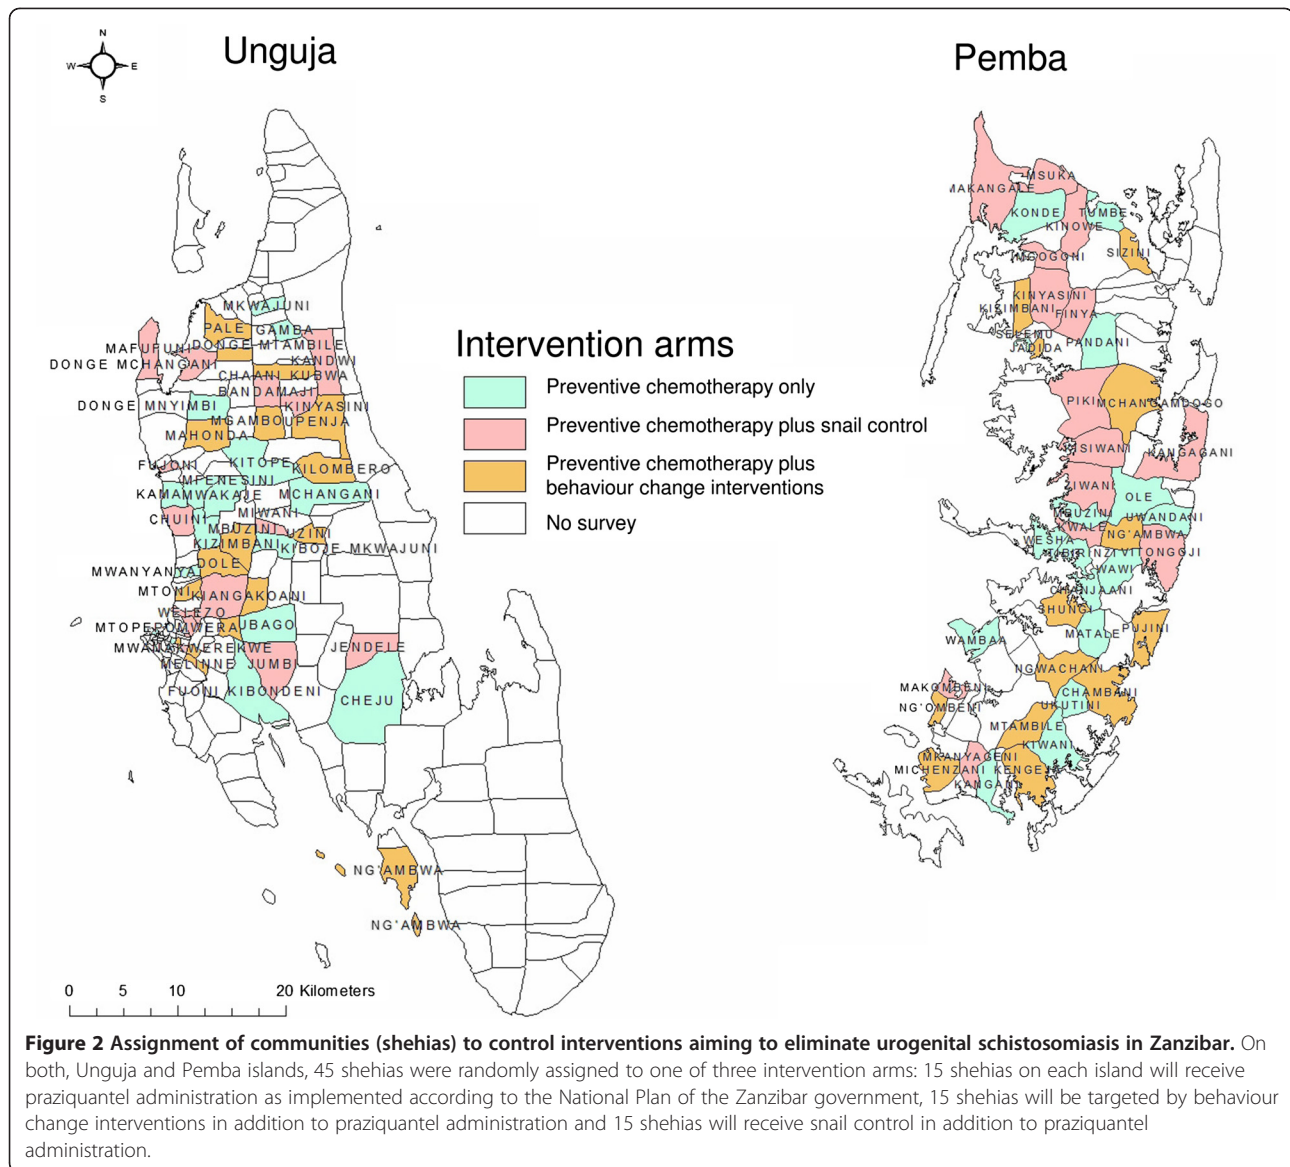 Unguja
Pemba
N
W E
S
MKWAJUNI
PALE
GAMBA
MAFUFUNI
DONGE
MTAMBILE
DONGE MCHANGANI
KANDWI
CHAANI KUBWA
BANDAMAJI
DONGE MNYIMBI
KINYASINI
MGAMBO
UPENJA
MAHONDA
FUJONI
KITOPE
KILOMBERO
MFENESINI
KAMA
MWAKAJE
MCHANGANI
CHUINI
MIWANI
MBUZINI
UZINI
KIZIMBANI
KIBOJE MKWAJUNI
DOLE
MWANYANYA
MTONI
KIANGA
KOANI
WELEZO
MTOPEPO
MWERA
UBAGO
MWANAKWEREKWE
JENDELE
MELINNE
JUMBI
FUONI KIBONDENI
CHEJU
NG'AMBWA
NG'AMBWA
0 5 10 20 Kilometers
Intervention arms
Preventive chemotherapy only
Preventive chemotherapy plus snail control
Preventive chemotherapy plus
behaviour change interventions
No survey
MSUKA
MAKANGALE
KONDE
TUMBE
KINOWE
SIZINI
MGOGONI
KINYASINI
KIZIMBANI
FINYA
SELEMU
JADIDA
PANDANI
PIKI
MCHANGAMDOGO
KANGAGANI
OLE
MBUZINI
UWANDANI
KWALE
WESHA
NG'AMBWA
WAWI
CHANJAANI
SHUNGI
PUJINI
WAMBAA
MATALE
NGWACHANI
MAKOMBENI
CHAMBANI
NG'OMBENI
UKUTINI
MTAMBILE
KIWANI
MKANYAGENI
MICHENZANI
KENGEJA
KANGANI
Figure 2 Assignment of communities (shehias) to control interventions aiming to eliminate urogenital schistosomiasis in Zanzibar. On
both, Unguja and Pemba islands, 45 shehias were randomly assigned to one of three intervention arms: 15 shehias on each island will receive
praziquantel administration as implemented according to the National Plan of the Zanzibar government, 15 shehias will be targeted by behaviour
change interventions in addition to praziquantel administration and 15 shehias will receive snail control in addition to praziquantel
administration.